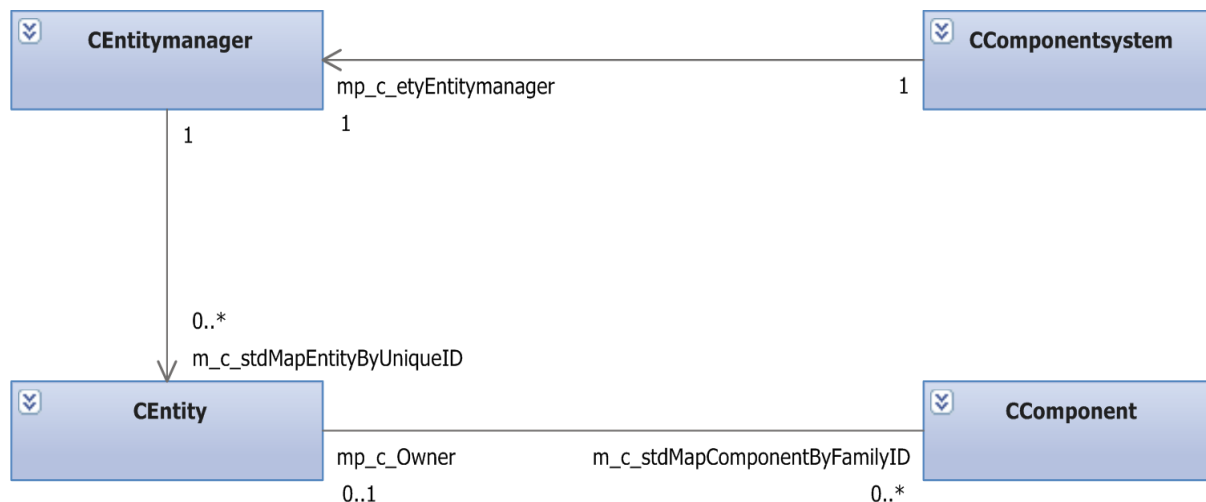 CEntitymanager
CComponentsystem
mp_c_etyEntitymanager
1
1
1
0..*
m_c_stdMapEntityByUniqueID
CEntity
CComponent
mp_c_Owner
m_c_stdMapComponentByFamilyID
0..1
0..*